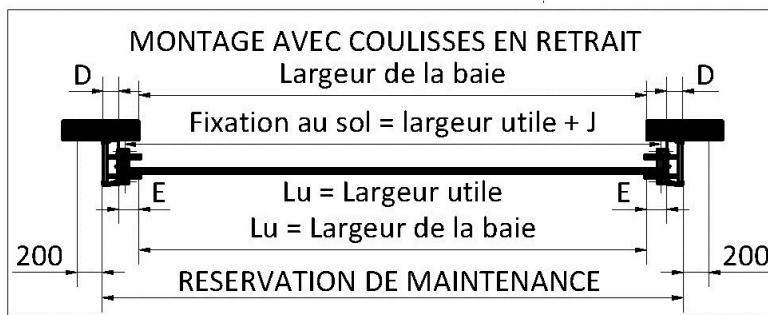 MONTAGE AVEC COULISSES EN RETRAIT
D Largeur de la baie D
Fixation au sol = largeur utile + J
E Lu = Largeur utile E
Lu = Largeur de la baie
200 200
RESERVATION DE MAINTENANCE